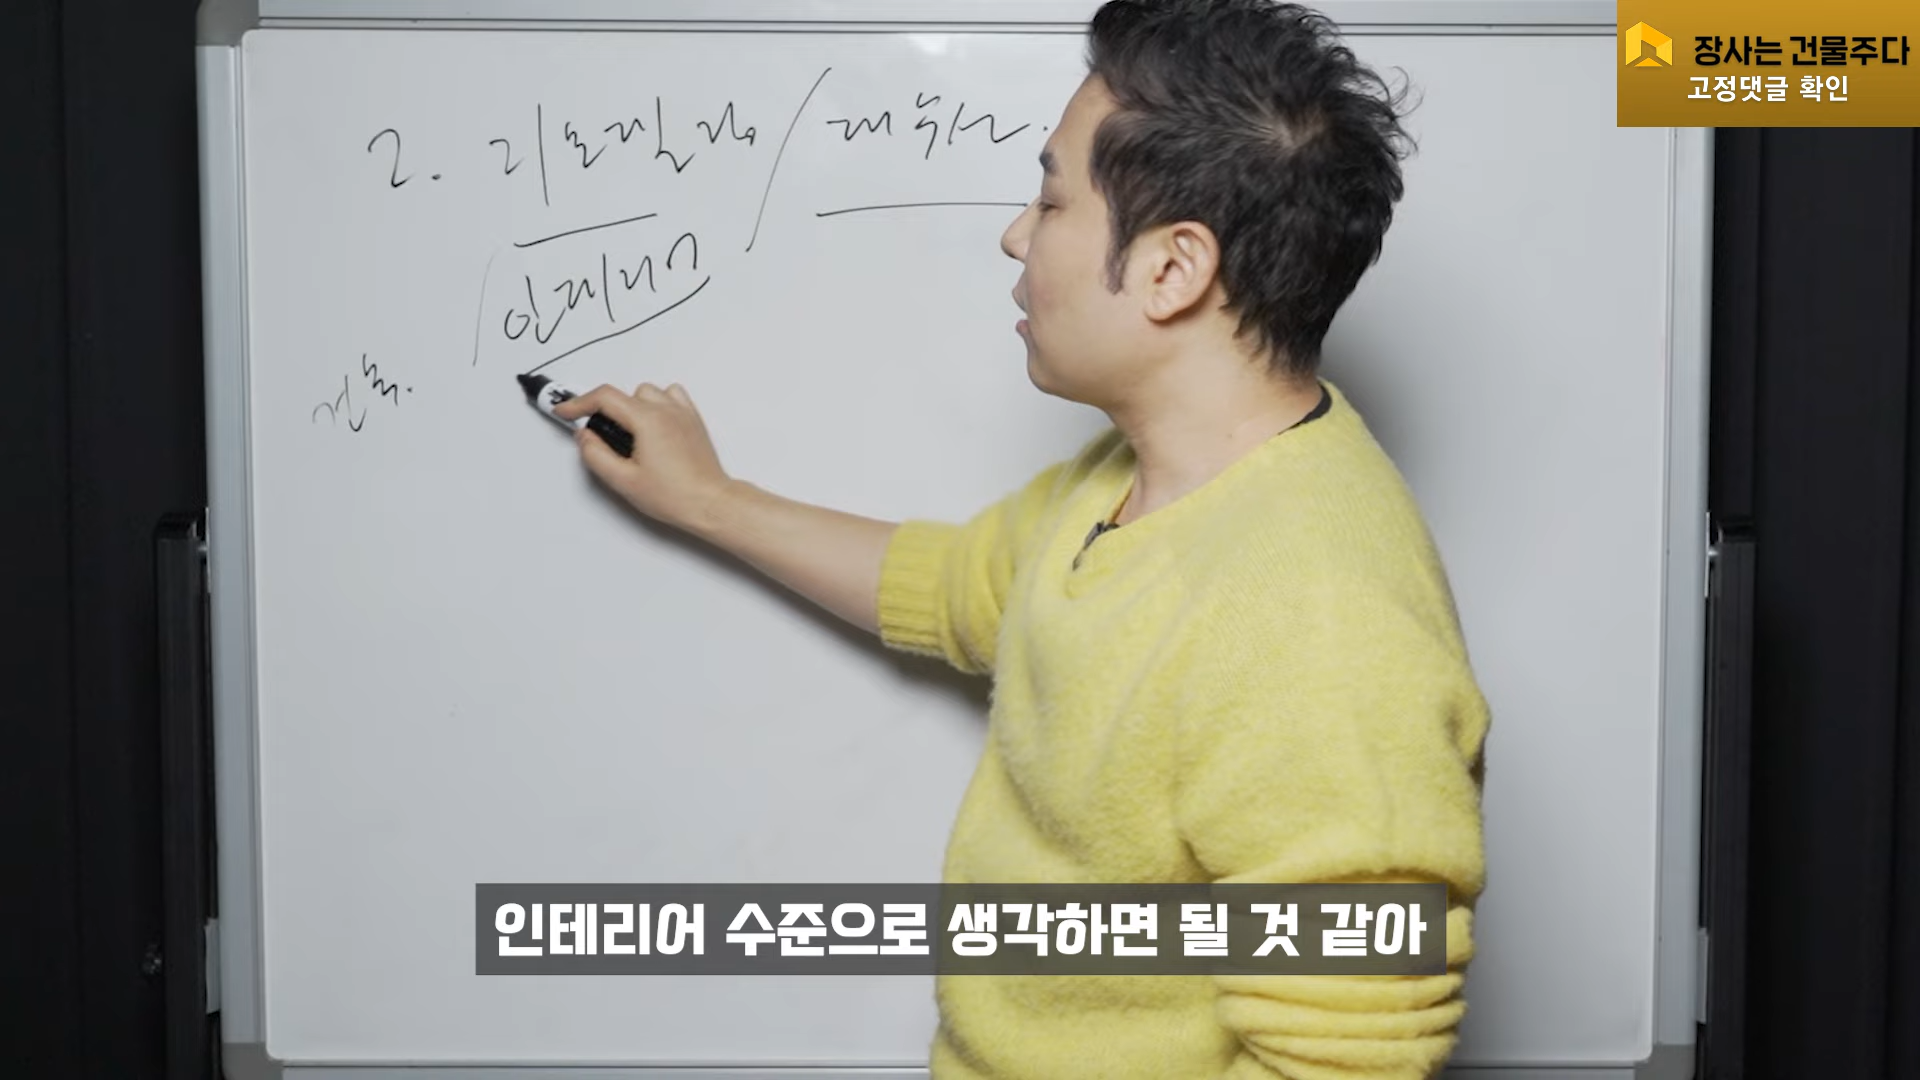 장사는 건물주다
고정댓글 확인
2. 리모델링 / 대수선.
인테리어
건축.
인테리어 수준으로 생각하면 될 것 같아